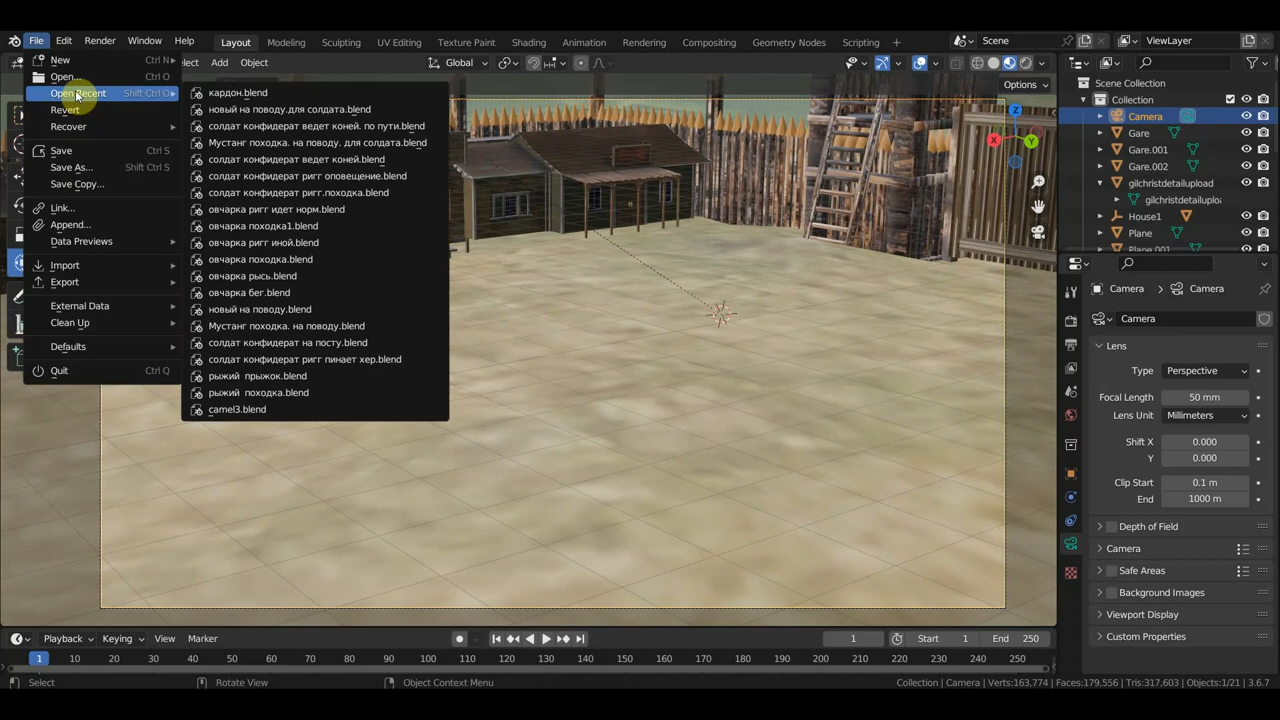 File Edit Render Window Help Layout Modeling Sculpting UV Editing Texture Paint Shading Animation Rendering Compositing Geometry Nodes Scripting Scene ViewLayer
lect Add Object Global Options
New Ctrl N
Open... Ctrl O
Open Recent Shift Ctrl O
Revert
Recover
Save Ctrl S
Save As... Shift Ctrl S
Save Copy...
Link...
Append...
Data Previews
Import
Export
External Data
Clean Up
Defaults
Quit Ctrl Q
кардон.blend
новый на поводу.для солдата.blend
солдат конфидерат ведет коней. по пути.blend
Мустанг походка. на поводу. для солдата.blend
солдат конфидерат ведет коней.blend
солдат конфидерат ригг оповещение.blend
солдат конфидерат ригг.походка.blend
овчарка ригг идет норм.blend
овчарка походка1.blend
овчарка ригг иной.blend
овчарка походка.blend
овчарка рысь.blend
овчарка бег.blend
новый на поводу.blend
Мустанг походка. на поводу.blend
солдат конфидерат на посту.blend
солдат конфидерат ригг пинает хер.blend
рыжий прыжок.blend
рыжий походка.blend
camel3.blend
Z
X
Y
Scene Collection
Collection
Camera
Gare
Gare.001
Gare.002
gilchristdetailupload
gilchristdetailuploa
House1
Plane
Plane.001
Camera Camera
Camera
Lens
Type Perspective
Focal Length 50 mm
Lens Unit Millimeters
Shift X 0.000
Y 0.000
Clip Start 0.1 m
End 1000 m
Depth of Field
Camera
Safe Areas
Background Images
Viewport Display
Custom Properties
Playback Keying View Marker 1 Start 1 End 250
1 10 20 30 40 50 60 70 80 90 100 110 120 130 140 150 160 170 180 190 200 210 220 230 240 250
Select Rotate View Object Context Menu Collection | Camera | Verts:163,774 | Faces:179,556 | Tris:317,603 | Objects:1/21 | 3.6.7